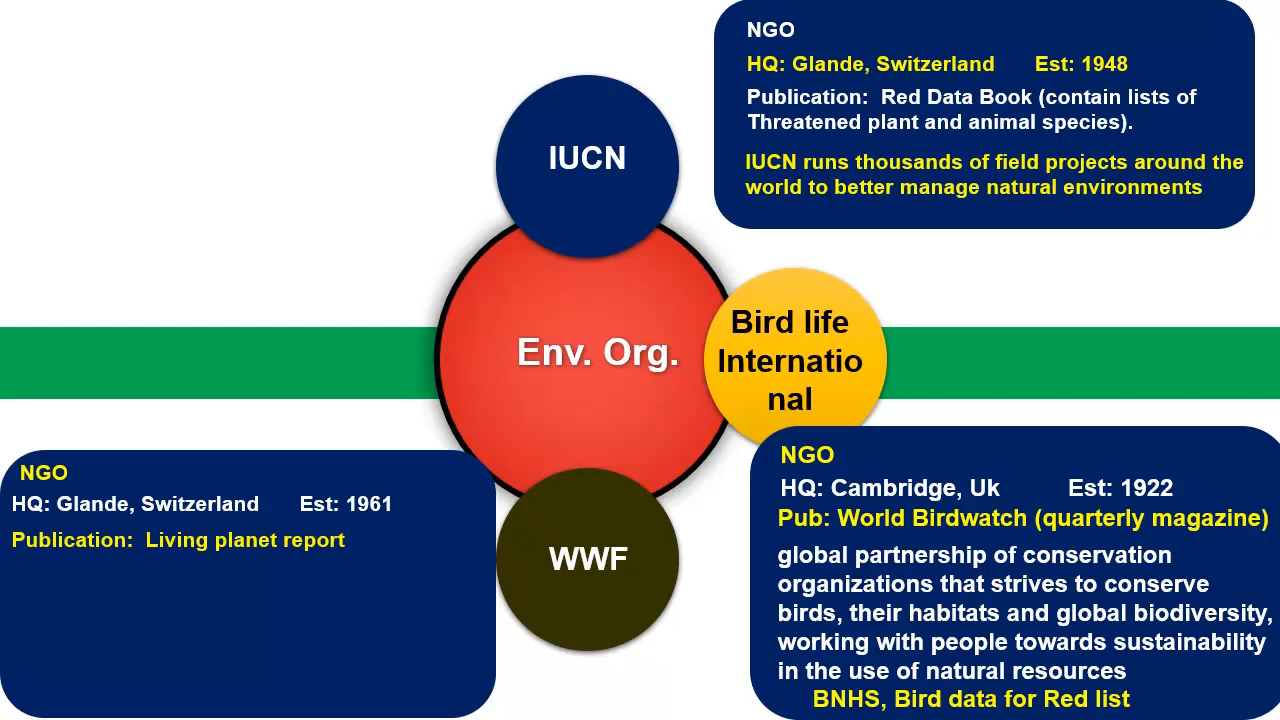 NGO
HQ: Glande, Switzerland Est: 1948
Publication: Red Data Book (contain lists of
Threatened plant and animal species).
IUCN runs thousands of field projects around the
world to better manage natural environments
IUCN
Env. Org.
Bird life
Internatio
nal
NGO
HQ: Glande, Switzerland Est: 1961
Publication: Living planet report
WWF
NGO
HQ: Cambridge, Uk Est: 1922
Pub: World Birdwatch (quarterly magazine)
global partnership of conservation
organizations that strives to conserve
birds, their habitats and global biodiversity,
working with people towards sustainability
in the use of natural resources
BNHS, Bird data for Red list